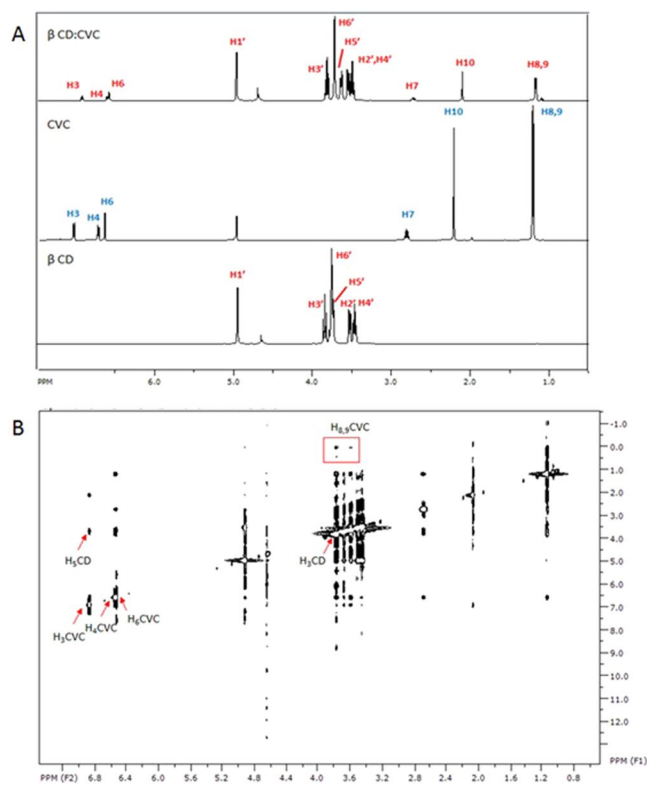 A
β CD:CVC
H3
H4
H6
H1'
H3'
H6'
H5'
H2',H4'
H7
H10
H8,9
CVC
H3
H4
H6
H7
H10
H8,9
β CD
H1'
H3'
H6'
H5'
H2'
H4'
PPM 6.0 5.0 4.0 3.0 2.0 1.0
B
H8,9CVC
H5CD
H3CD
H3CVC
H4CVC
H6CVC
-1.0
0.0
1.0
2.0
3.0
4.0
5.0
6.0
7.0
8.0
9.0
10.0
11.0
12.0
PPM (F1)
PPM (F2) 6.8 6.4 6.0 5.6 5.2 4.8 4.4 4.0 3.6 3.2 2.8 2.4 2.0 1.6 1.2 0.8